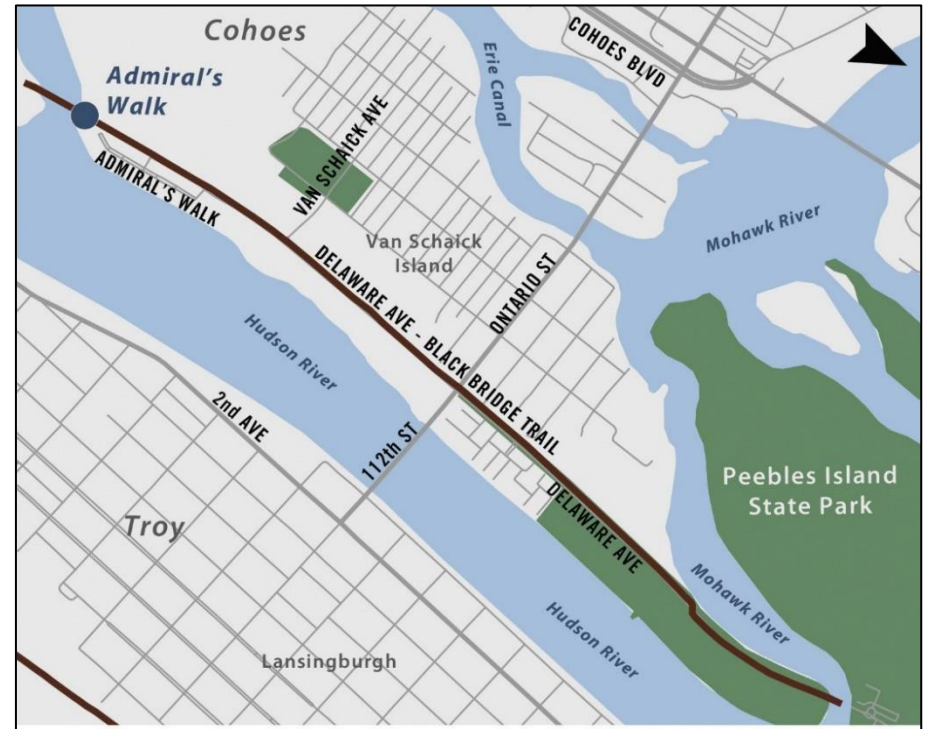 Cohoes
COHOES BLVD
Erie Canal
Admiral's
Walk
VAN SCHAICK AVE
ADMIRAL'S WALK
Mohawk River
Van Schaick
Island
ONTARIO ST
DELAWARE AVE - BLACK BRIDGE TRAIL
Hudson River
2nd AVE
112th ST
Peebles Island
State Park
DELAWARE AVE
Troy
Mohawk River
Hudson River
Lansingburgh